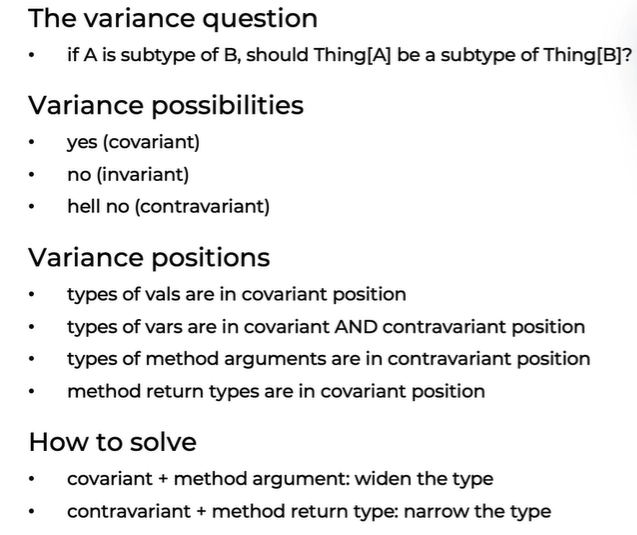 The variance question
• if A is subtype of B, should Thing[A] be a subtype of Thing[B]?
Variance possibilities
• yes (covariant)
• no (invariant)
• hell no (contravariant)
Variance positions
• types of vals are in covariant position
• types of vars are in covariant AND contravariant position
• types of method arguments are in contravariant position
• method return types are in covariant position
How to solve
• covariant + method argument: widen the type
• contravariant + method return type: narrow the type